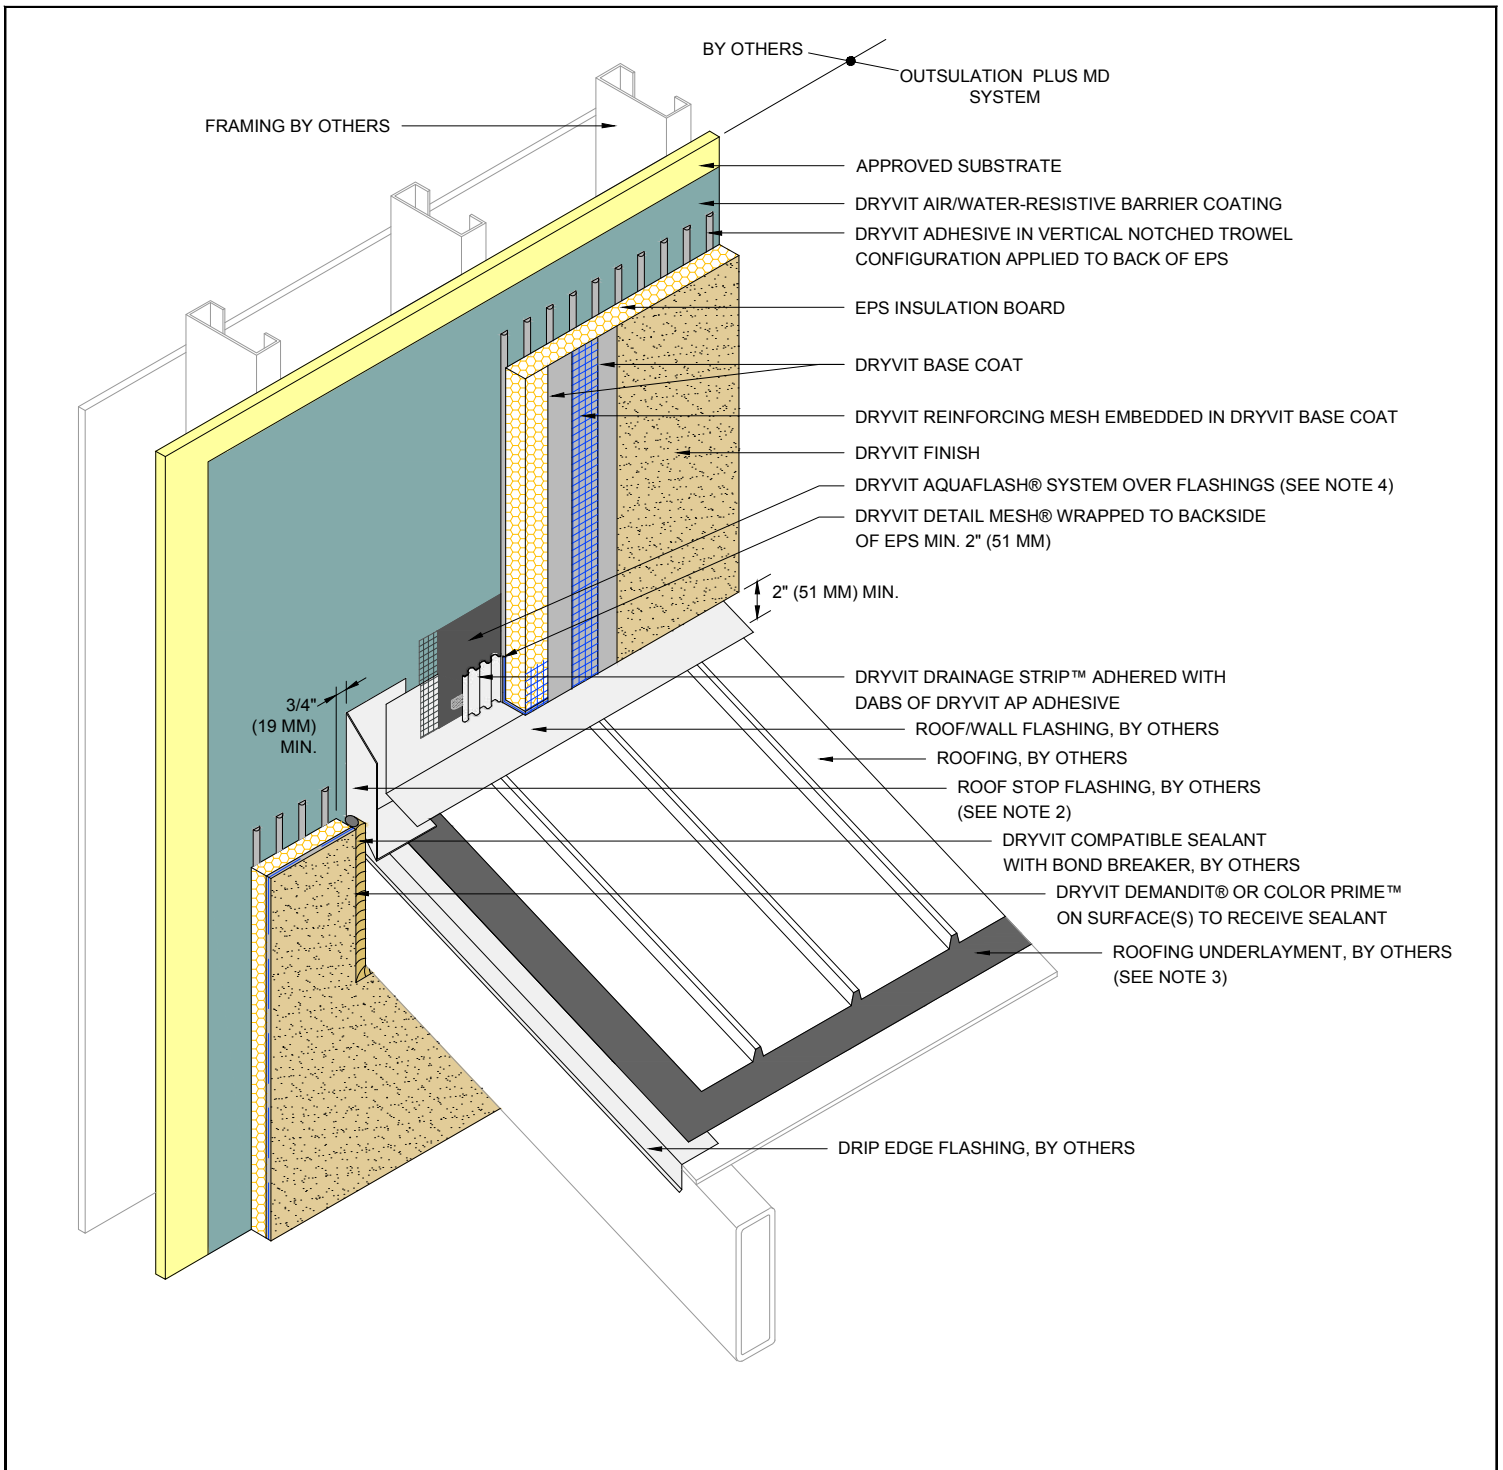 BY OTHERS
OUTSULATION PLUS MD
SYSTEM
FRAMING BY OTHERS
APPROVED SUBSTRATE
DRYVIT AIR/WATER-RESISTIVE BARRIER COATING
DRYVIT ADHESIVE IN VERTICAL NOTCHED TROWEL
CONFIGURATION APPLIED TO BACK OF EPS
EPS INSULATION BOARD
DRYVIT BASE COAT
DRYVIT REINFORCING MESH EMBEDDED IN DRYVIT BASE COAT
DRYVIT FINISH
DRYVIT AQUAFLASH® SYSTEM OVER FLASHINGS (SEE NOTE 4)
DRYVIT DETAIL MESH® WRAPPED TO BACKSIDE
OF EPS MIN. 2" (51 MM)
2" (51 MM) MIN.
DRYVIT DRAINAGE STRIP™ ADHERED WITH
DABS OF DRYVIT AP ADHESIVE
3/4"
(19 MM)
MIN.
ROOF/WALL FLASHING, BY OTHERS
ROOFING, BY OTHERS
ROOF STOP FLASHING, BY OTHERS
(SEE NOTE 2)
DRYVIT COMPATIBLE SEALANT
WITH BOND BREAKER, BY OTHERS
DRYVIT DEMANDIT® OR COLOR PRIME™
ON SURFACE(S) TO RECEIVE SEALANT
ROOFING UNDERLAYMENT, BY OTHERS
(SEE NOTE 3)
DRIP EDGE FLASHING, BY OTHERS